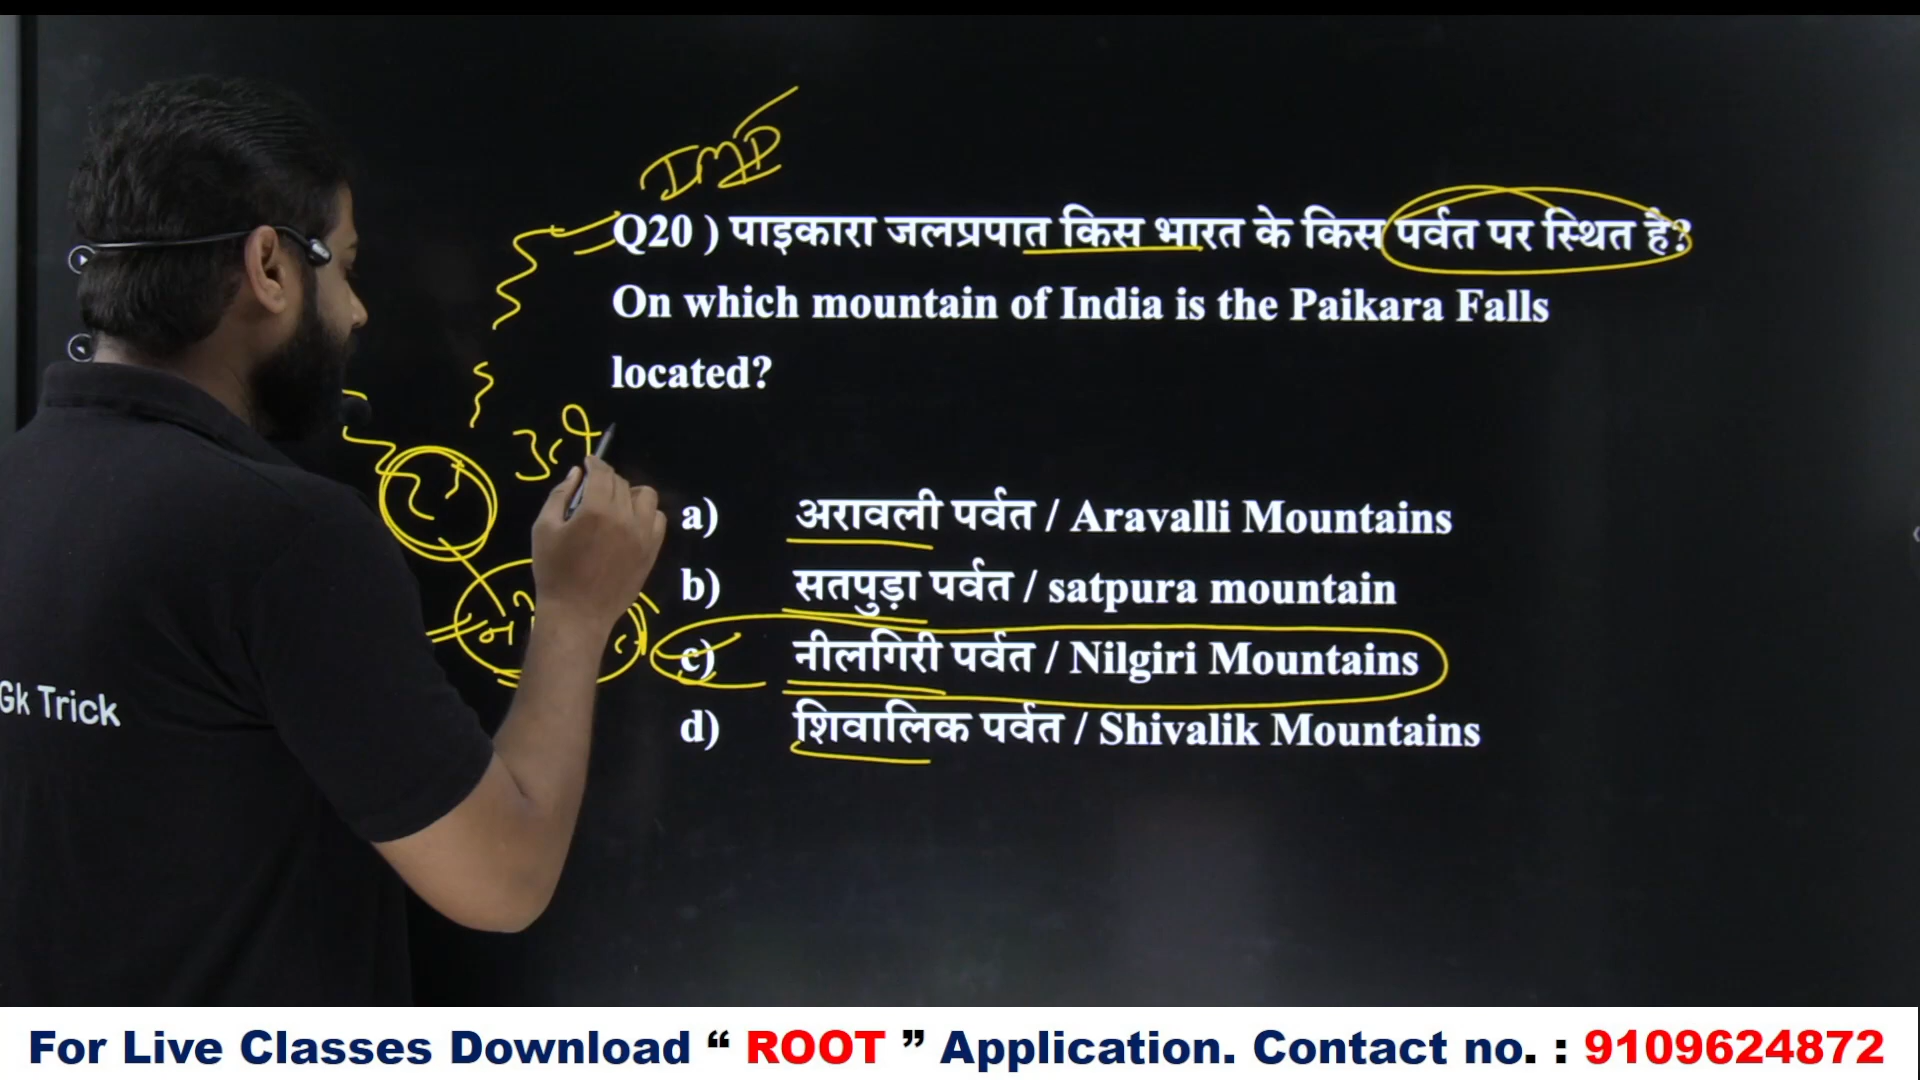 IMP
Q20 ) पाइकारा जलप्रपात किस भारत के किस पर्वत पर स्थित है?
On which mountain of India is the Paikara Falls
located?
a) अरावली पर्वत / Aravalli Mountains
b) सतपुड़ा पर्वत / satpura mountain
c) नीलगिरी पर्वत / Nilgiri Mountains
d) शिवालिक पर्वत / Shivalik Mountains
Gk Trick
For Live Classes Download “ ROOT ” Application. Contact no. : 9109624872